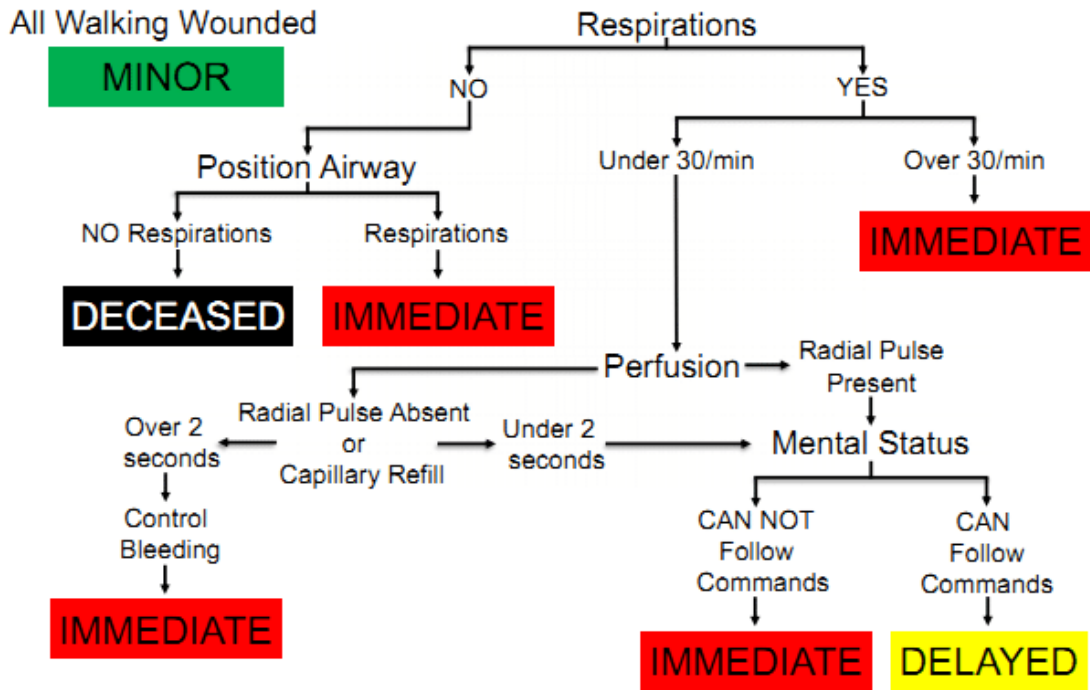 All Walking Wounded
MINOR
Respirations
NO
YES
Position Airway
Under 30/min
Over 30/min
NO Respirations
Respirations
IMMEDIATE
DECEASED
IMMEDIATE
Perfusion
Radial Pulse
Present
Radial Pulse Absent
or
Capillary Refill
Over 2
seconds
Under 2
seconds
Mental Status
Control
Bleeding
CAN NOT
Follow
Commands
CAN
Follow
Commands
IMMEDIATE
IMMEDIATE
DELAYED